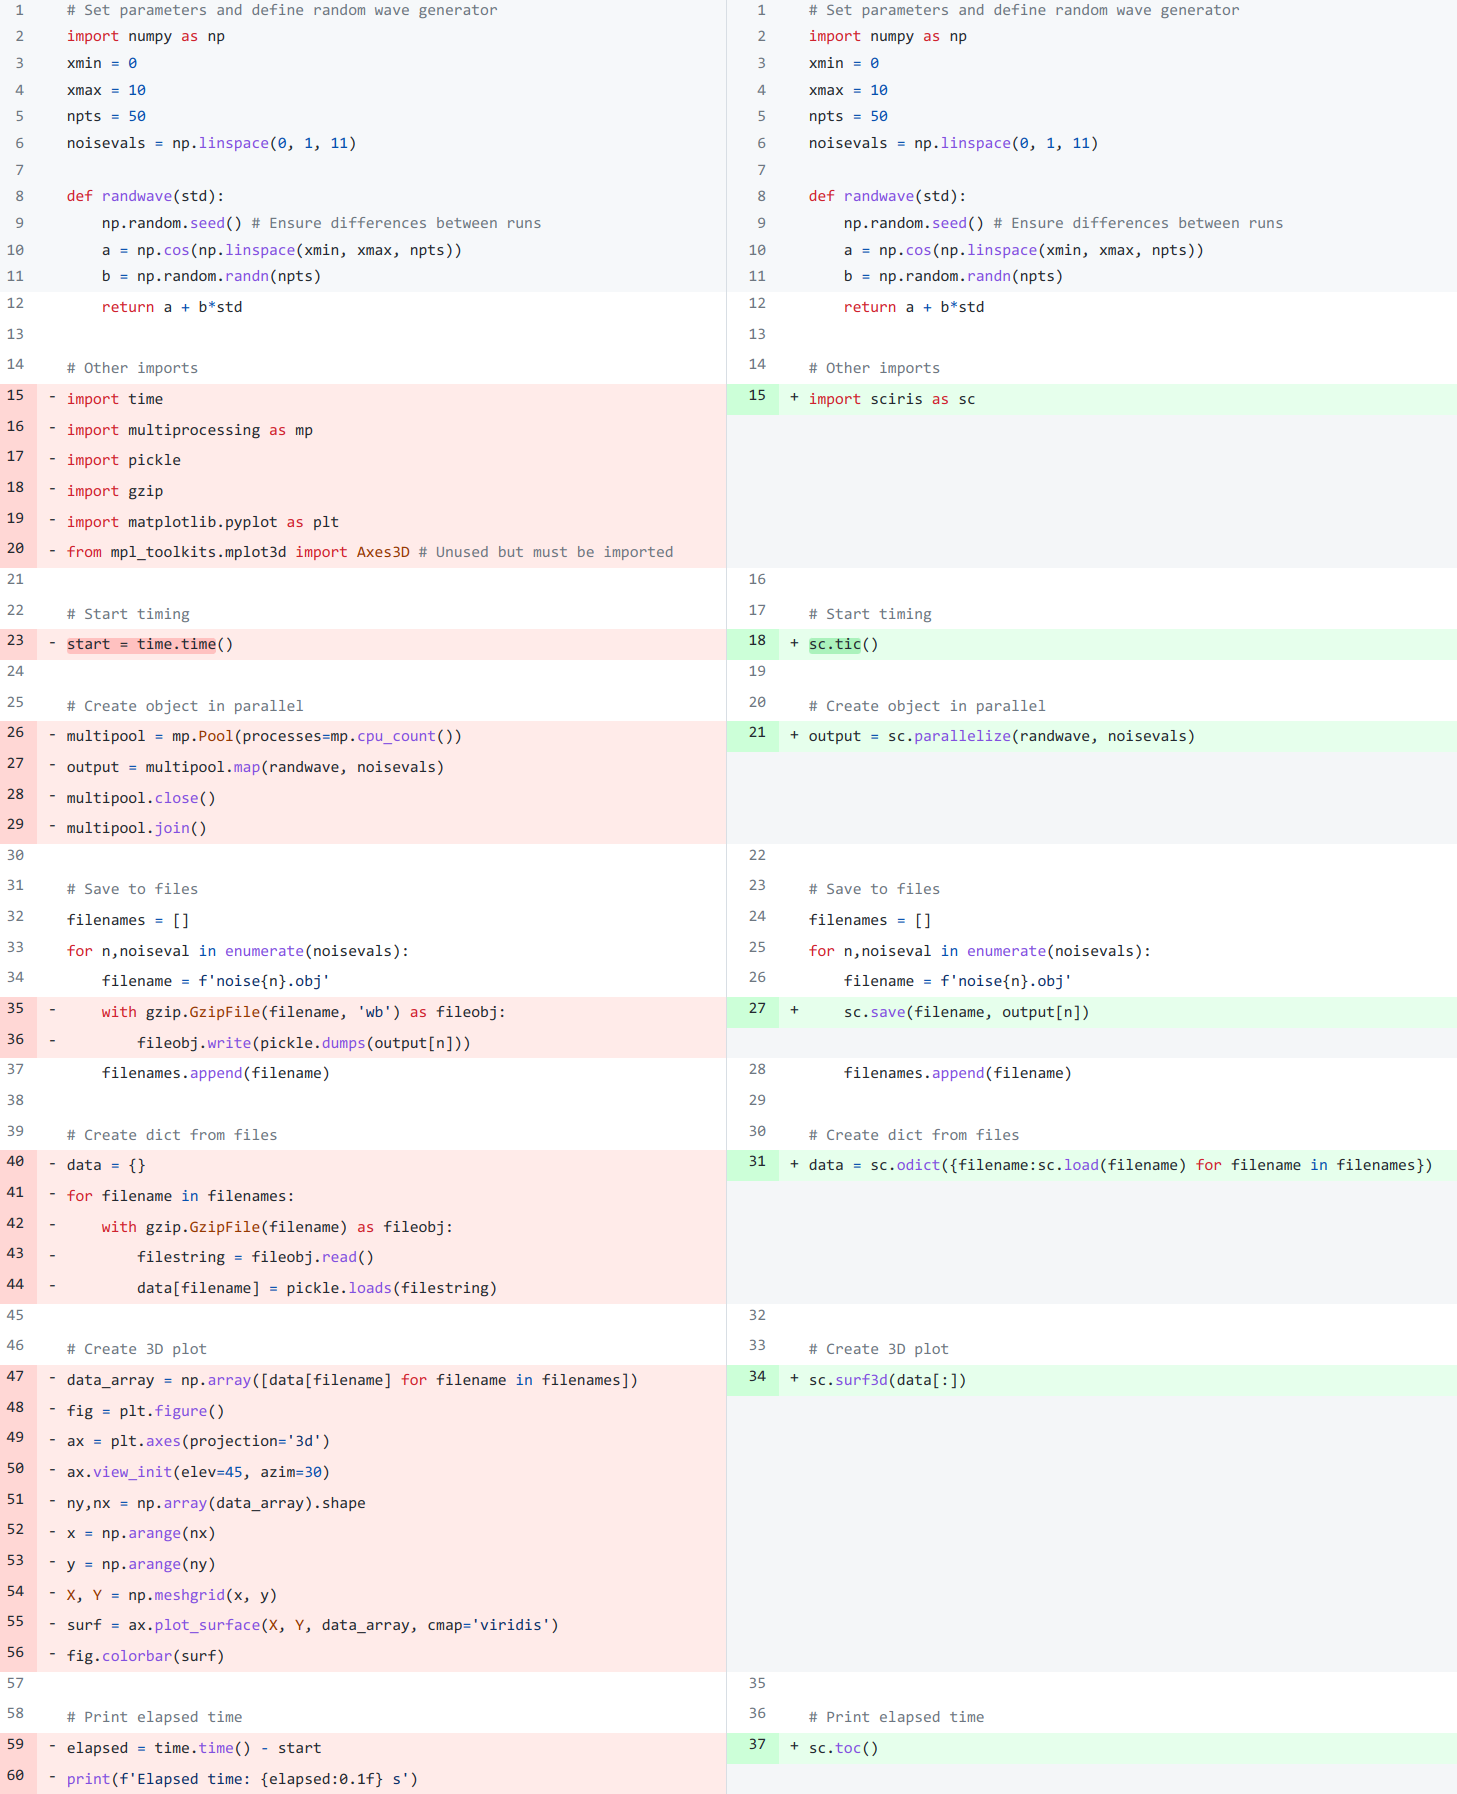 1 # Set parameters and define random wave generator
2 import numpy as np
3 xmin = 0
4 xmax = 10
5 npts = 50
6 noisevals = np.linspace(0, 1, 11)
7
8 def randwave(std):
9     np.random.seed() # Ensure differences between runs
10     a = np.cos(np.linspace(xmin, xmax, npts))
11     b = np.random.randn(npts)
12     return a + b*std
13
14 # Other imports
15 - import time
16 - import multiprocessing as mp
17 - import pickle
18 - import gzip
19 - import matplotlib.pyplot as plt
20 - from mpl_toolkits.mplot3d import Axes3D # Unused but must be imported
21
22 # Start timing
23 - start = time.time()
24
25 # Create object in parallel
26 - multipool = mp.Pool(processes=mp.cpu_count())
27 - output = multipool.map(randwave, noisevals)
28 - multipool.close()
29 - multipool.join()
30
31 # Save to files
32 filenames = []
33 for n,noiseval in enumerate(noisevals):
34     filename = f'noise{n}.obj'
35 -     with gzip.GzipFile(filename, 'wb') as fileobj:
36 -         fileobj.write(pickle.dumps(output[n]))
37     filenames.append(filename)
38
39 # Create dict from files
40 - data = {}
41 - for filename in filenames:
42 -     with gzip.GzipFile(filename) as fileobj:
43 -         filestring = fileobj.read()
44 -         data[filename] = pickle.loads(filestring)
45
46 # Create 3D plot
47 - data_array = np.array([data[filename] for filename in filenames])
48 - fig = plt.figure()
49 - ax = plt.axes(projection='3d')
50 - ax.view_init(elev=45, azim=30)
51 - ny,nx = np.array(data_array).shape
52 - x = np.arange(nx)
53 - y = np.arange(ny)
54 - X, Y = np.meshgrid(x, y)
55 - surf = ax.plot_surface(X, Y, data_array, cmap='viridis')
56 - fig.colorbar(surf)
57
58 # Print elapsed time
59 - elapsed = time.time() - start
60 - print(f'Elapsed time: {elapsed:0.1f} s')
1 # Set parameters and define random wave generator
2 import numpy as np
3 xmin = 0
4 xmax = 10
5 npts = 50
6 noisevals = np.linspace(0, 1, 11)
7
8 def randwave(std):
9     np.random.seed() # Ensure differences between runs
10     a = np.cos(np.linspace(xmin, xmax, npts))
11     b = np.random.randn(npts)
12     return a + b*std
13
14 # Other imports
15 + import sciris as sc
16
17 # Start timing
18 + sc.tic()
19
20 # Create object in parallel
21 + output = sc.parallelize(randwave, noisevals)
22
23 # Save to files
24 filenames = []
25 for n,noiseval in enumerate(noisevals):
26     filename = f'noise{n}.obj'
27 +     sc.save(filename, output[n])
28     filenames.append(filename)
29
30 # Create dict from files
31 + data = sc.odict({filename:sc.load(filename) for filename in filenames})
32
33 # Create 3D plot
34 + sc.surf3d(data[:])
35
36 # Print elapsed time
37 + sc.toc()